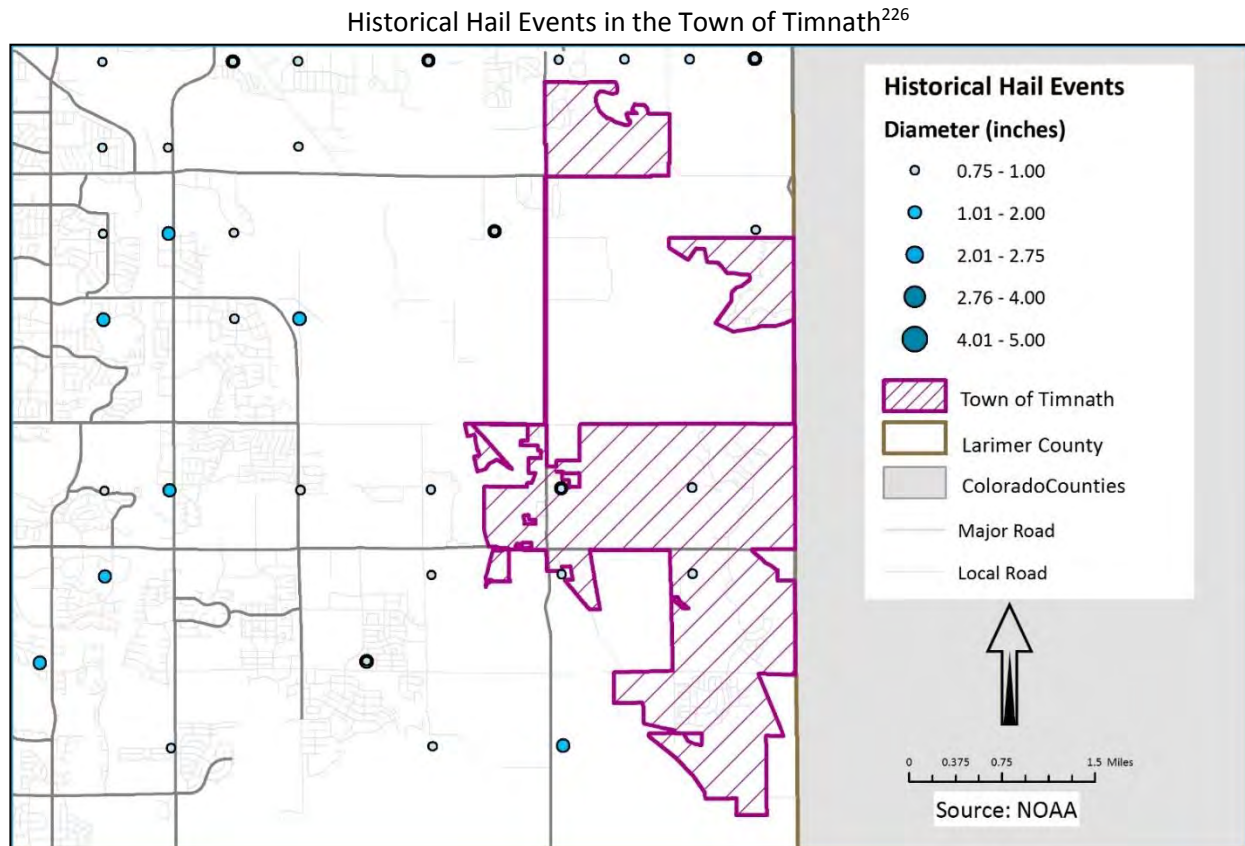 Historical Hail Events in the Town of Timnath226
Historical Hail Events
Diameter (inches)
0.75 - 1.00
1.01 - 2.00
2.01 - 2.75
2.76 - 4.00
4.01 - 5.00
Town of Timnath
Larimer County
ColoradoCounties
Major Road
Local Road
0 0.375 0.75 1.5 Miles
Source: NOAA